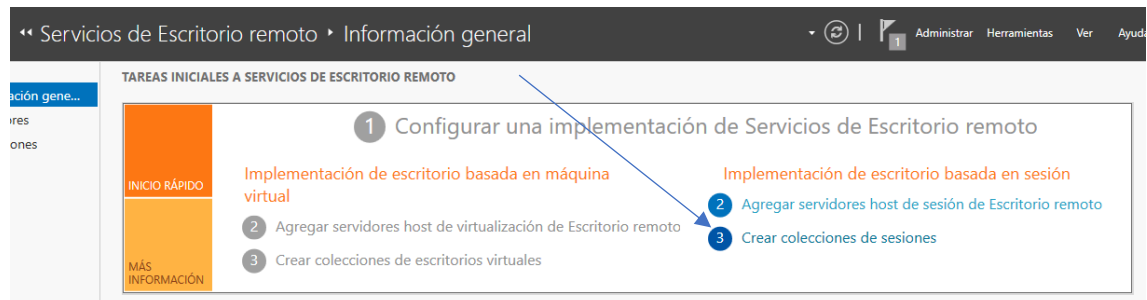 Servicios de Escritorio remoto Información general
1 Administrar Herramientas Ver Ayuda
TAREAS INICIALES A SERVICIOS DE ESCRITORIO REMOTO
ación gene...
ores
ones
1 Configurar una implementación de Servicios de Escritorio remoto
INICIO RÁPIDO
MÁS
INFORMACIÓN
Implementación de escritorio basada en máquina
virtual
2 Agregar servidores host de virtualización de Escritorio remoto
3 Crear colecciones de escritorios virtuales
Implementación de escritorio basada en sesión
2 Agregar servidores host de sesión de Escritorio remoto
3 Crear colecciones de sesiones